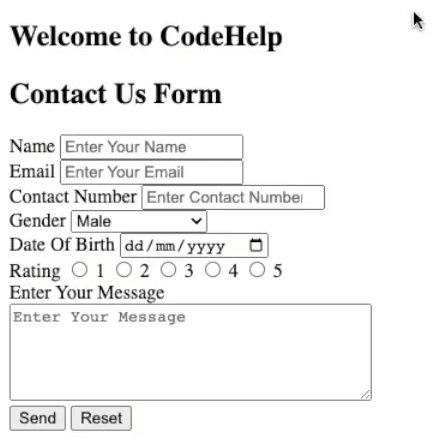 Welcome to CodeHelp
Contact Us Form
Name Enter Your Name
Email Enter Your Email
Contact Number Enter Contact Number
Gender Male
Date Of Birth dd/mm/yyyy
Rating 1 2 3 4 5
Enter Your Message
Enter Your Message
Send Reset